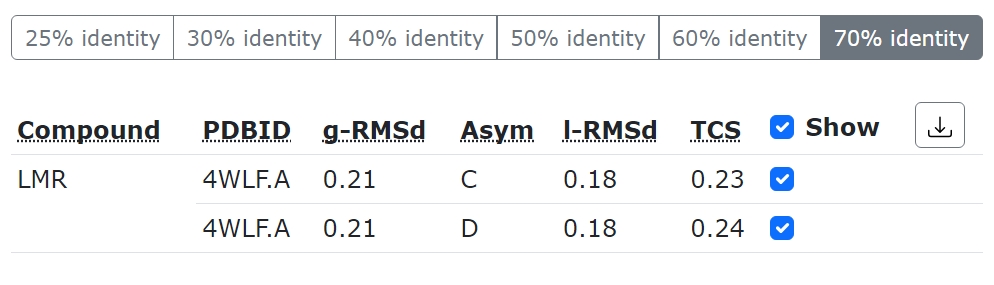 25% identity 30% identity 40% identity 50% identity 60% identity 70% identity
Compound PDBID g-RMSd Asym l-RMSd TCS Show
LMR 4WLF.A 0.21 C 0.18 0.23
4WLF.A 0.21 D 0.18 0.24